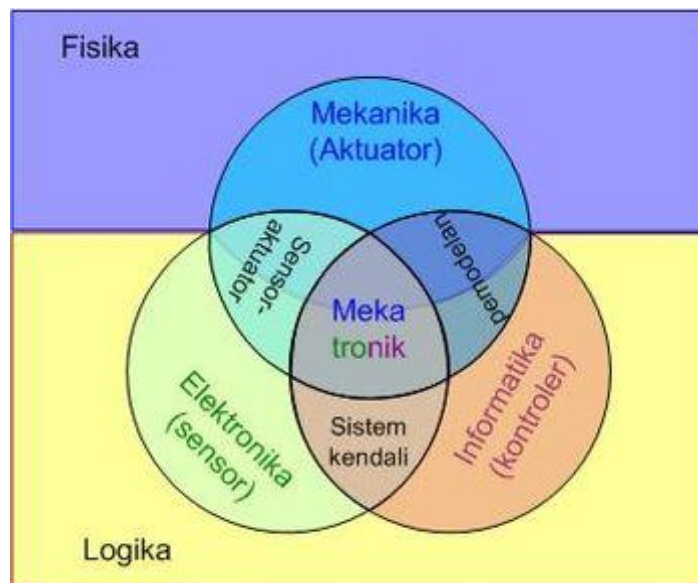 Fisika
Mekanika
(Aktuator)
Sensor-
aktuator
pemodelan
Meka
tronik
Elektronika
(sensor)
Sistem
kendali
Informatika
(kontroler)
Logika